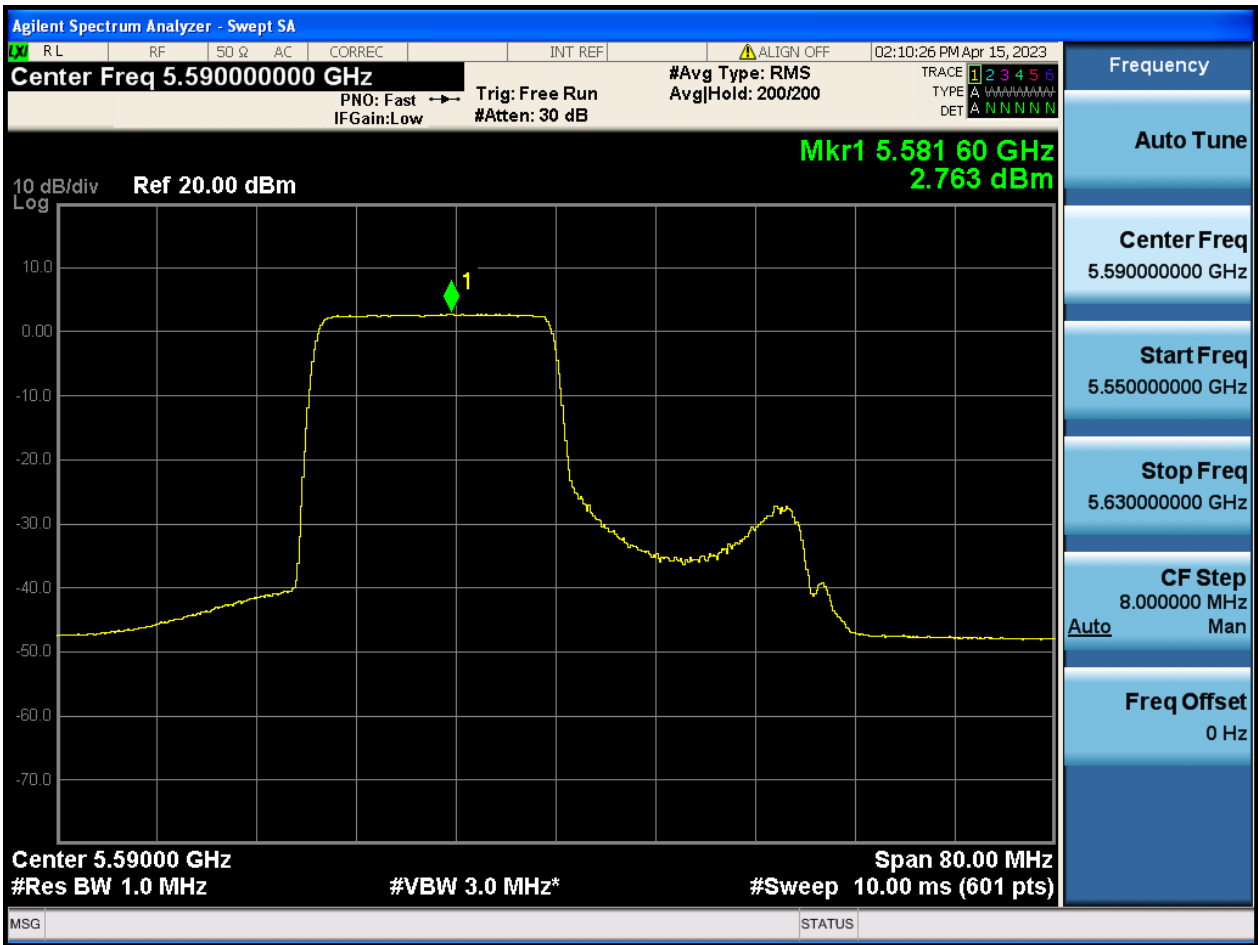 Agilent Spectrum Analyzer - Swept SA
LXI RL RF 50 Ω AC CORREC INT REF ALIGN OFF 02:10:26 PM Apr 15, 2023
Center Freq 5.590000000 GHz
PNO: Fast
IFGain:Low
Trig: Free Run
#Atten: 30 dB
#Avg Type: RMS
Avg|Hold: 200/200
TRACE 1 2 3 4 5 6
TYPE A WWWWWW
DET A N N N N N
Mkr1 5.581 60 GHz
2.763 dBm
10 dB/div Ref 20.00 dBm
Log
10.0
0.00
-10.0
-20.0
-30.0
-40.0
-50.0
-60.0
-70.0
1
Center 5.59000 GHz
Span 80.00 MHz
#Res BW 1.0 MHz
#VBW 3.0 MHz*
#Sweep 10.00 ms (601 pts)
MSG
STATUS
Frequency
Auto Tune
Center Freq
5.590000000 GHz
Start Freq
5.550000000 GHz
Stop Freq
5.630000000 GHz
CF Step
8.000000 MHz
Auto Man
Freq Offset
0 Hz